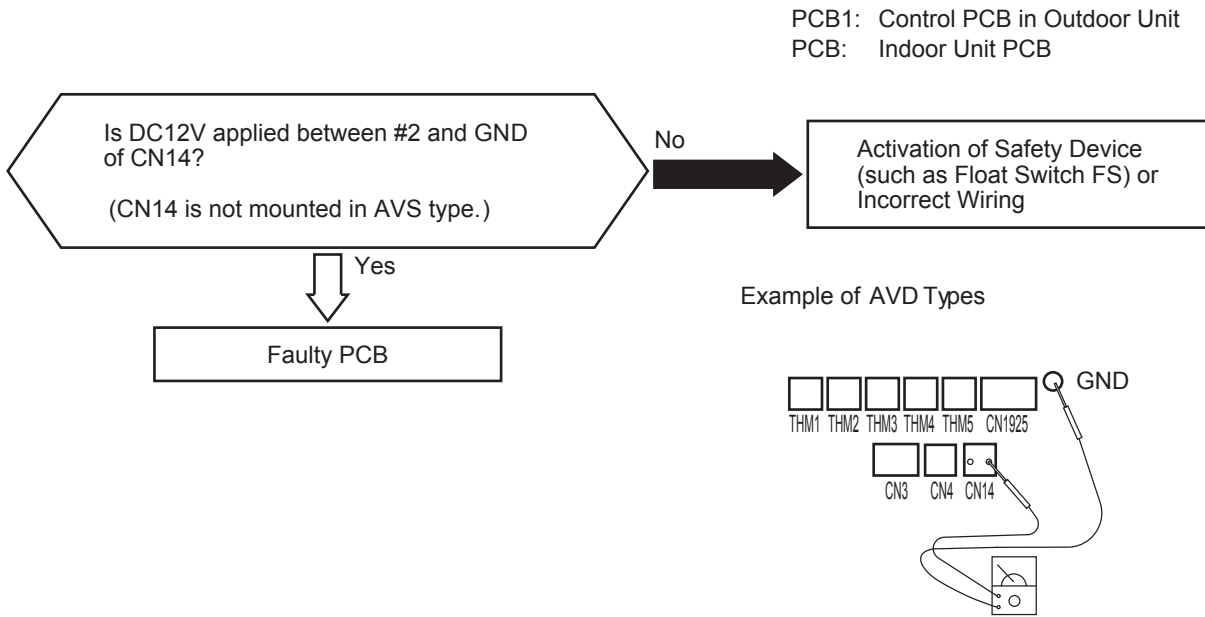 PCB1: Control PCB in Outdoor Unit
PCB: Indoor Unit PCB
Is DC12V applied between #2 and GND
of CN14?
(CN14 is not mounted in AVS type.)
No
Activation of Safety Device
(such as Float Switch FS) or
Incorrect Wiring
Yes
Faulty PCB
Example of AVD Types
GND
THM1 THM2 THM3 THM4 THM5 CN1925
CN3 CN4 CN14